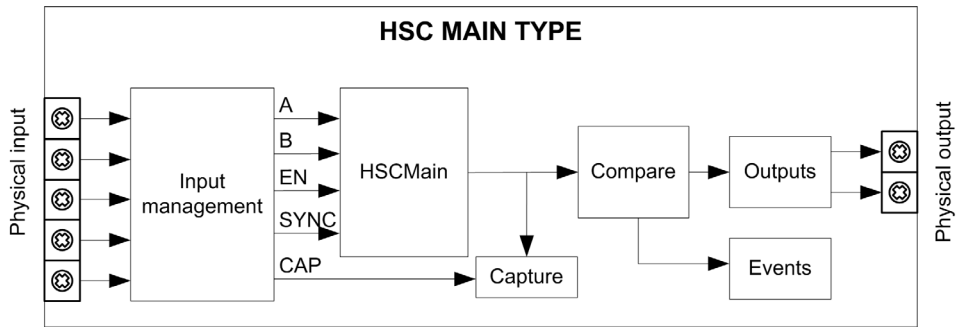 HSC MAIN TYPE
Physical input
Input
management
A
B
EN
SYNC
CAP
HSCMain
Capture
Compare
Outputs
Events
Physical output